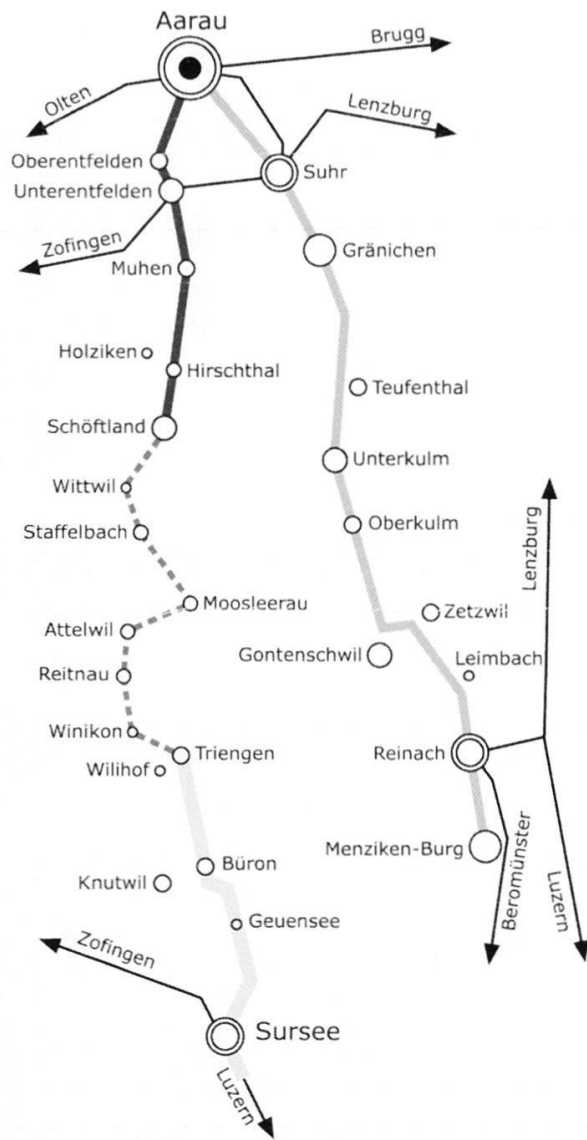 Aarau
Brugg
Olten
Lenzburg
Oberentfelden
Suhr
Unterentfelden
Zofingen
Gränichen
Muhen
Holziken
Hirschthal
Teufenthal
Schöftland
Unterkulm
Wittwil
Oberkulm
Staffelbach
Lenzburg
Moosleerau
Zetzwil
Attelwil
Gontenschwil
Leimbach
Reitnau
Winikon
Triengen
Reinach
Wilihof
Menziken-Burg
Beromünster
Luzern
Büron
Knutwil
Geuensee
Zofingen
Sursee
Luzern